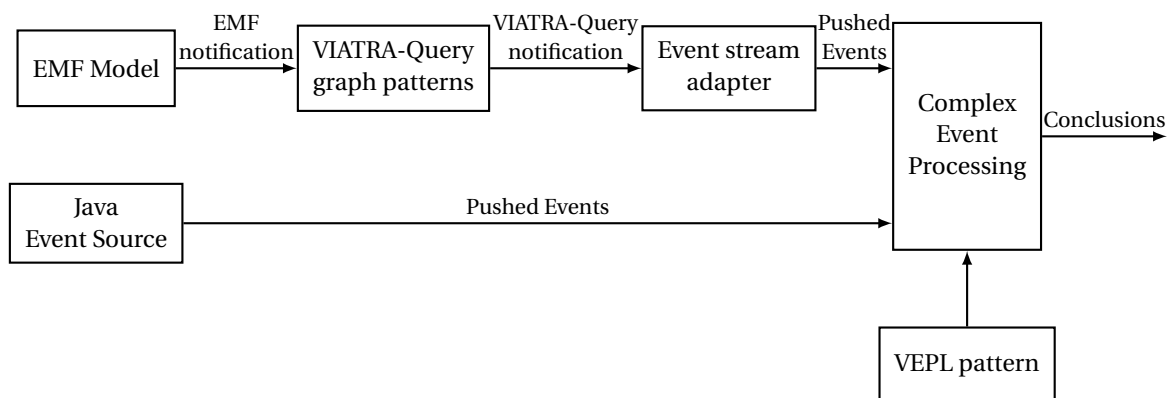 EMF
notification
VIATRA-Query
notification
Pushed
Events
EMF Model
VIATRA-Query
graph patterns
Event stream
adapter
Complex
Event
Processing
Conclusions
Java
Event Source
Pushed Events
VEPL pattern